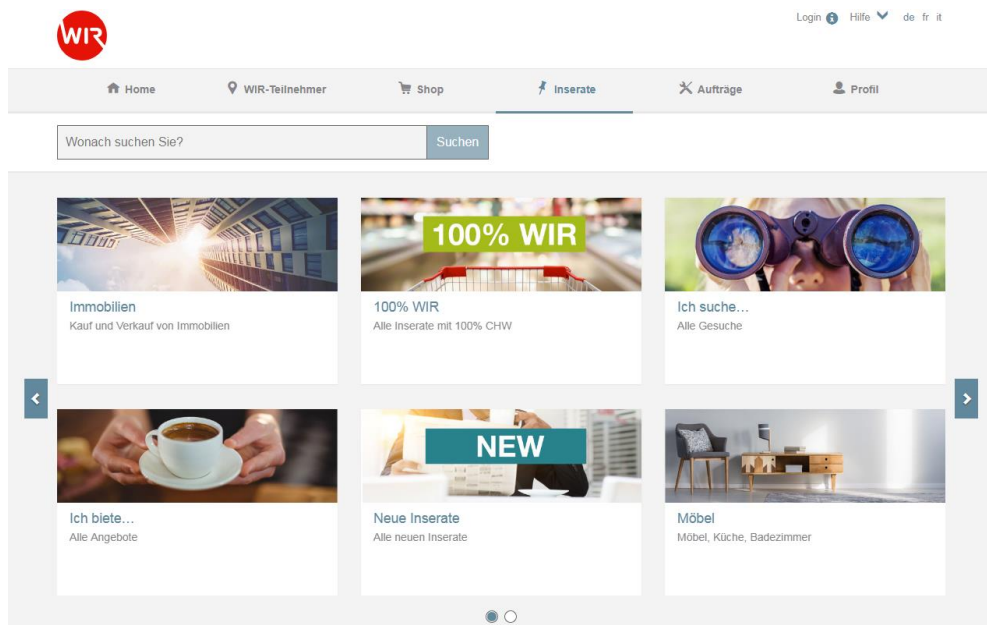 WIR
Login Hilfe de fr it
Home WIR-Teilnehmer Shop Inserate Aufträge Profil
Wonach suchen Sie? Suchen
100% WIR
Immobilien
Kauf und Verkauf von Immobilien
100% WIR
Alle Inserate mit 100% CHW
Ich suche...
Alle Gesuche
NEW
Ich biete...
Alle Angebote
Neue Inserate
Alle neuen Inserate
Möbel
Möbel, Küche, Badezimmer